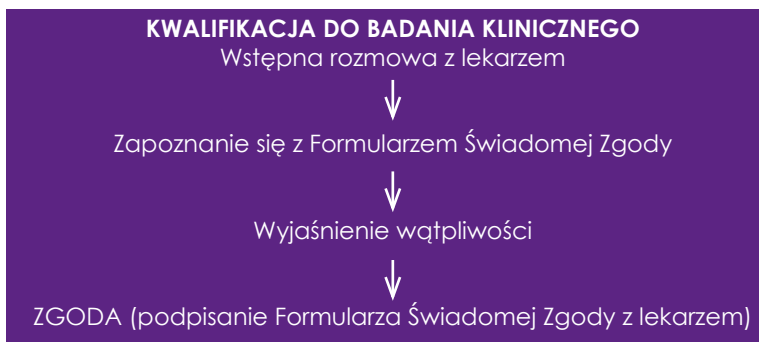 KWALIFIKACJA DO BADANIA KLINICZNEGO
Wstępna rozmowa z lekarzem
Zapoznanie się z Formularzem Świadomej Zgody
Wyjaśnienie wątpliwości
ZGODA (podpisanie Formularza Świadomej Zgody z lekarzem)